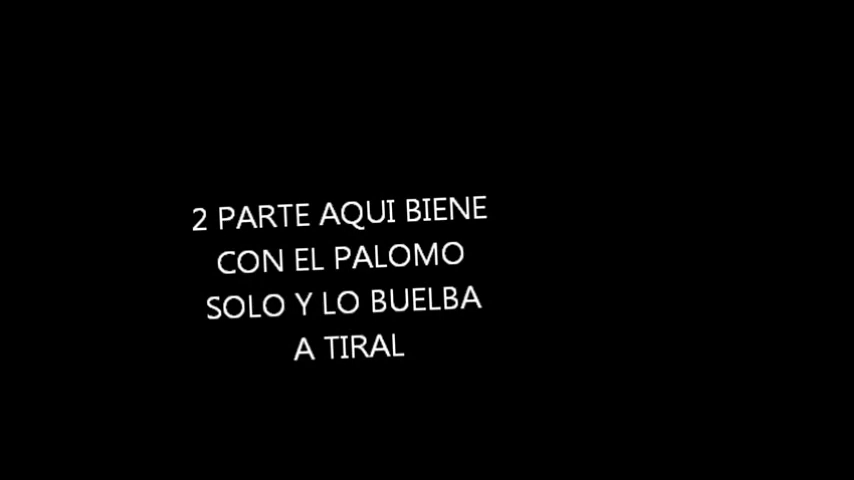 2 PARTE AQUI BIENE
CON EL PALOMO
SOLO Y LO BUELBA
A TIRAL